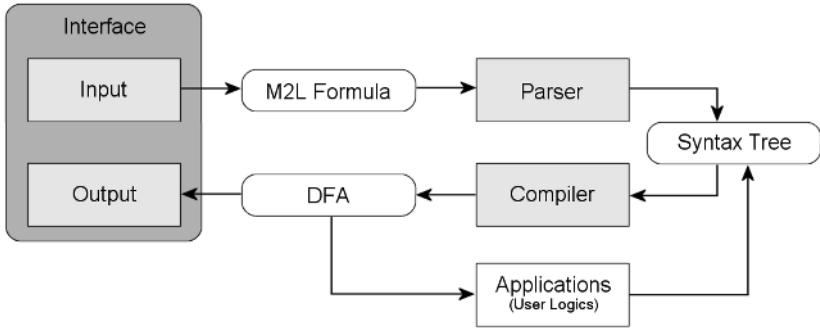 Interface
Input
M2L Formula
Parser
Syntax Tree
Output
DFA
Compiler
Applications
(User Logics)